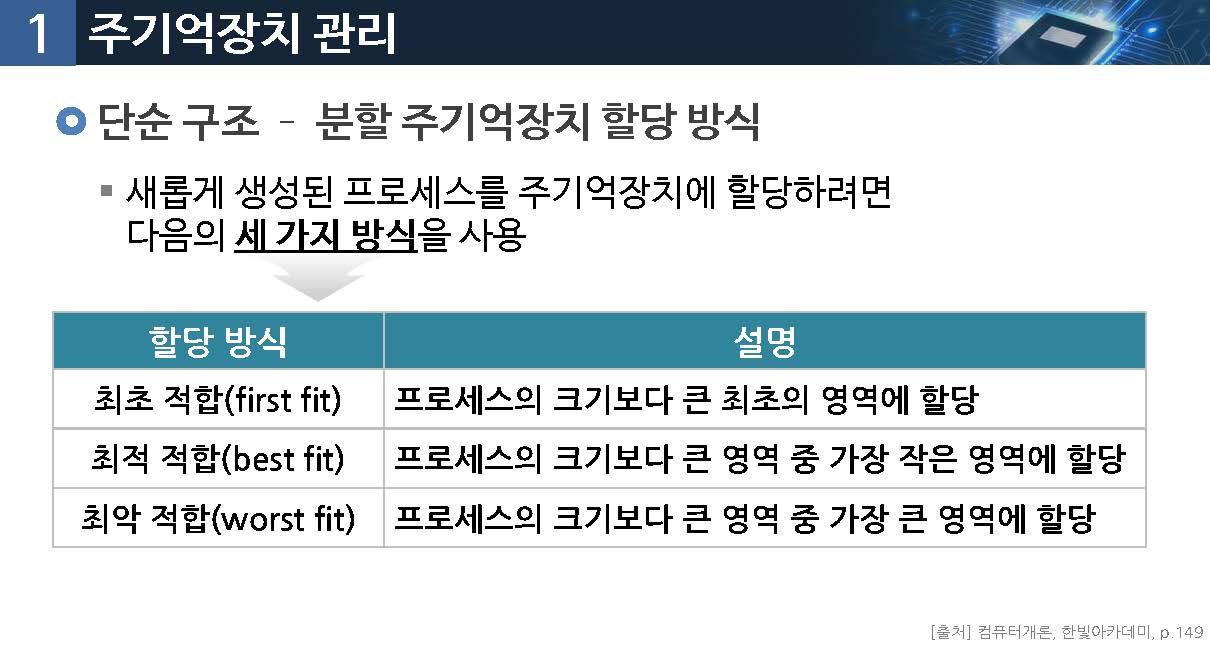 1 주기억장치 관리
단순 구조 - 분할 주기억장치 할당 방식
새롭게 생성된 프로세스를 주기억장치에 할당하려면
다음의 세 가지 방식을 사용
할당 방식 설명
최초 적합(first fit) 프로세스의 크기보다 큰 최초의 영역에 할당
최적 적합(best fit) 프로세스의 크기보다 큰 영역 중 가장 작은 영역에 할당
최악 적합(worst fit) 프로세스의 크기보다 큰 영역 중 가장 큰 영역에 할당
[출처] 컴퓨터개론, 한빛아카데미, p.149